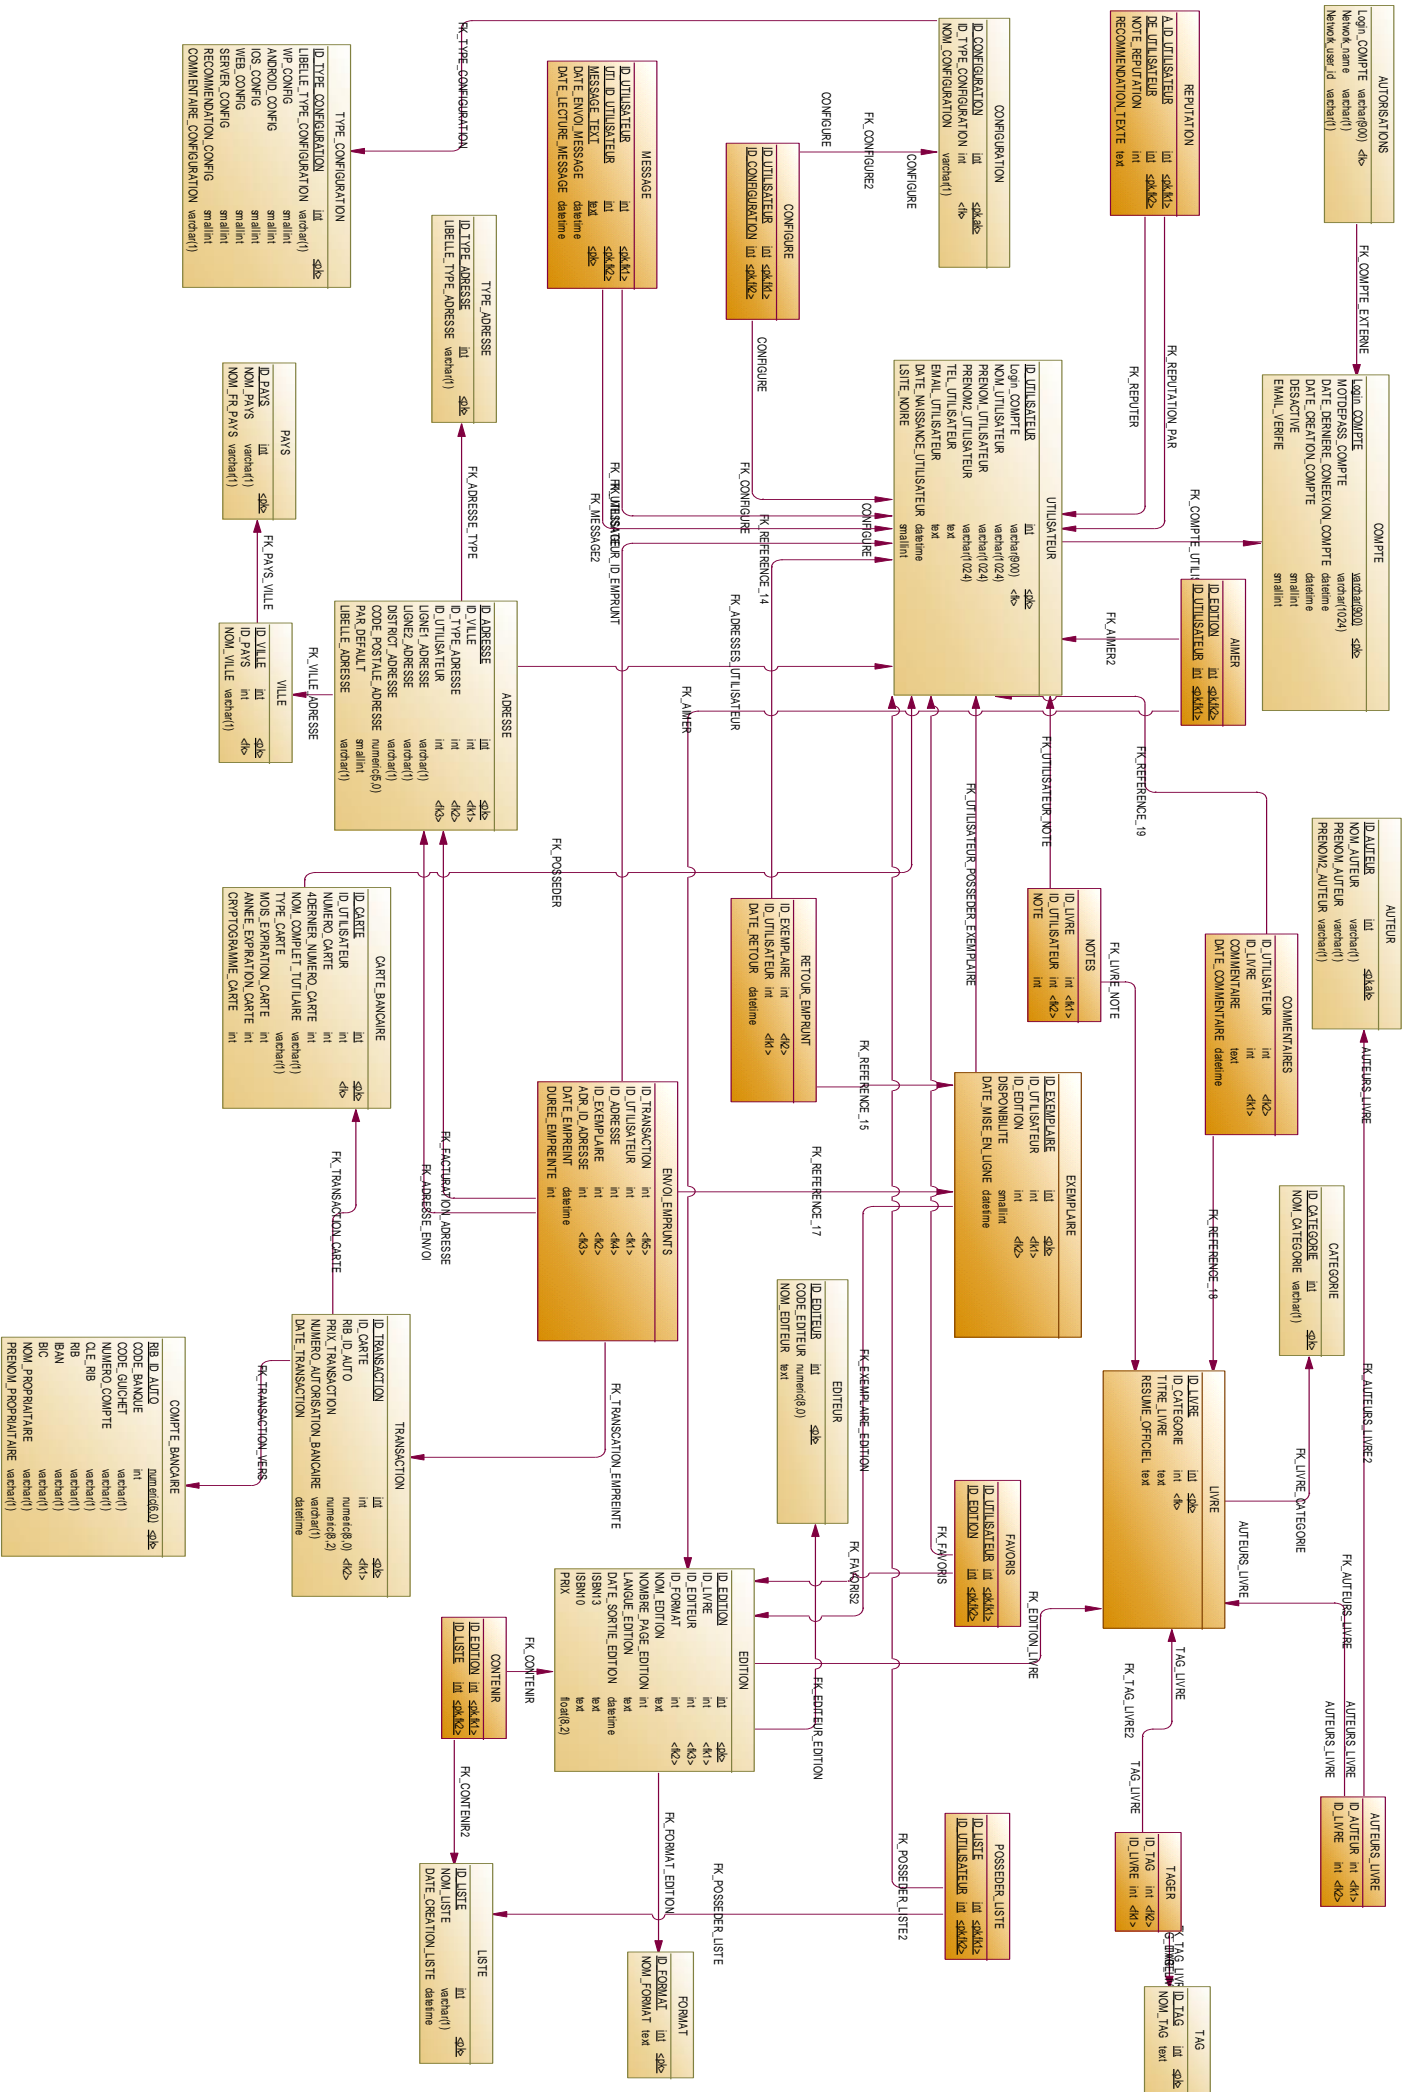 AUTORISATIONS
Login_COMPTE varchar(900) <fk>
Network_name varchar(1)
Network_user_id varchar(1)
FK_COMPTE_EXTERNE
COMPTE
Login_COMPTE varchar(900) <pk>
MOTDEPASS_COMPTE varchar(1024)
DATE_DERNIERE_CONEEXION_COMPTE datetime
DATE_CREATION_COMPTE datetime
DESACTIVE smallint
EMAIL_VERIFIE smallint
AUTEUR
ID_AUTEUR int <pk,ak>
NOM_AUTEUR varchar(1)
PRENOM_AUTEUR varchar(1)
PRENOM2_AUTEUR varchar(1)
AUTEURS_LIVRE
FK_AUTEURS_LIVRE2
AUTEURS_LIVRE
AUTEURS_LIVRE
ID_AUTEUR int <fk1>
ID_LIVRE int <fk2>
FK_AUTEURS_LIVRE
AUTEURS_LIVRE
AUTEURS_LIVRE
REPUTATION
A_ID_UTILISATEUR int <pk,fk1>
DE_UTILISATEUR int <pk,fk2>
NOTE_REPUTATION int
RECOMMENDATION_TEXTE text
FK_REPUTATION_PAR
FK_REPUTER
FK_COMPTE_UTILIS
AIMER
ID_EDITION int <pk,fk2>
ID_UTILISATEUR int <pk,fk1>
FK_AIMER2
FK_REFERENCE_19
COMMENTAIRES
ID_UTILISATEUR int <fk2>
ID_LIVRE int <fk1>
COMMENTAIRE text
DATE_COMMENTAIRE datetime
FK_REFERENCE_18
CATEGORIE
ID_CATEGORIE int <pk>
NOM_CATEGORIE varchar(1)
FK_LIVRE_CATEGORIE
LIVRE
ID_LIVRE int <pk>
ID_CATEGORIE int <fk>
TITRE_LIVRE text
RESUME_OFFICIEL text
TAG_LIVRE
FK_TAG_LIVRE2
TAG_LIVRE
TAGER
ID_TAG int <fk2>
ID_LIVRE int <fk1>
TAG
ID_TAG int <pk>
NOM_TAG text
CONFIGURATION
ID_CONFIGURATION int <pk,ak>
ID_TYPE_CONFIGURATION int <fk>
NOM_CONFIGURATION varchar(1)
CONFIGURE
FK_CONFIGURE2
CONFIGURE
CONFIGURE
ID_UTILISATEUR int <pk,fk1>
ID_CONFIGURATION int <pk,fk2>
CONFIGURE
FK_CONFIGURE
CONFIGURE
UTILISATEUR
ID_UTILISATEUR int <pk>
Login_COMPTE varchar(900) <fk>
NOM_UTILISATEUR varchar(1024)
PRENOM_UTILISATEUR varchar(1024)
PRENOM2_UTILISATEUR varchar(1024)
TEL_UTILISATEUR text
EMAIL_UTILISATEUR text
DATE_NAISSANCE_UTILISATEUR datetime
LSITE_NOIRE smallint
FK_UTILISATEUR_NOTE
NOTES
ID_LIVRE int <fk1>
ID_UTILISATEUR int <fk2>
NOTE int
FK_LIVRE_NOTE
FK_UTILISATEUR_POSSEDER_EXEMPLAIRE
EXEMPLAIRE
ID_EXEMPLAIRE int <pk>
ID_UTILISATEUR int <fk1>
ID_EDITION int <fk2>
DISPONIBILITE smallint
DATE_MISE_EN_LIGNE datetime
FK_EXEMPLAIRE_EDITION
FAVORIS
ID_UTILISATEUR int <pk,fk1>
ID_EDITION int <pk,fk2>
FK_FAVORIS
FK_FAVORIS2
FK_EDITION_LIVRE
POSSEDER_LISTE
ID_LISTE int <pk,fk1>
ID_UTILISATEUR int <pk,fk2>
FK_POSSEDER_LISTE2
FK_POSSEDER_LISTE
MESSAGE
ID_UTILISATEUR int <pk,fk1>
UTI_ID_UTILISATEUR int <pk,fk2>
MESSAGE_TEXT text <pk>
DATE_ENVOI_MESSAGE datetime
DATE_LECTURE_MESSAGE datetime
FK_MESSAGE2
FK_REFERENCE_14
FK_ADRESSES_UTILISATEUR
FK_AIMER
RETOUR_EMPRUNT
ID_EXEMPLAIRE int <fk2>
ID_UTILISATEUR int <fk1>
DATE_RETOUR datetime
FK_REFERENCE_15
FK_REFERENCE_17
EDITEUR
ID_EDITEUR int <pk>
CODE_EDITEUR numeric(8,0)
NOM_EDITEUR text
FK_EDITEUR_EDITION
ENVOI_EMPRUNTS
ID_TRANSACTION int <fk5>
ID_UTILISATEUR int <fk1>
ID_ADRESSE int <fk4>
ID_EXEMPLAIRE int <fk2>
ADR_ID_ADRESSE int <fk3>
DATE_EMPREINT datetime
DUREE_EMPREINTE int
FK_TRANSCATION_EMPREINTE
EDITION
ID_EDITION int <pk>
ID_LIVRE int <fk1>
ID_EDITEUR int <fk3>
ID_FORMAT int <fk2>
NOM_EDITION text
NOMBRE_PAGE_EDITION int
LANGUE_EDITION text
DATE_SORTIE_EDITION datetime
ISBN13 text
ISBN10 text
PRIX float(8,2)
FK_FORMAT_EDITION
FORMAT
ID_FORMAT int <pk>
NOM_FORMAT text
CONTENIR
ID_EDITION int <pk,fk1>
ID_LISTE int <pk,fk2>
FK_CONTENIR
FK_CONTENIR2
LISTE
ID_LISTE int <pk>
NOM_LISTE varchar(1)
DATE_CREATION_LISTE datetime
FK_TYPE_CONFIGURATION
TYPE_CONFIGURATION
ID_TYPE_CONFIGURATION int <pk>
LIBELLE_TYPE_CONFIGURATION varchar(1)
WP_CONFIG smallint
ANDROID_CONFIG smallint
IOS_CONFIG smallint
WEB_CONFIG smallint
SERVER_CONFIG smallint
RECOMMENDATION_CONFIG smallint
COMMENTAIRE_CONFIGURATION varchar(1)
TYPE_ADRESSE
ID_TYPE_ADRESSE int <pk>
LIBELLE_TYPE_ADRESSE varchar(1)
FK_ADRESSE_TYPE
PAYS
ID_PAYS int <pk>
NOM_PAYS varchar(1)
NOM_FR_PAYS varchar(1)
FK_PAYS_VILLE
VILLE
ID_VILLE int <pk>
ID_PAYS int <fk>
NOM_VILLE varchar(1)
FK_VILLE_ADRESSE
ADRESSE
ID_ADRESSE int <pk>
ID_VILLE int <fk1>
ID_TYPE_ADRESSE int <fk2>
ID_UTILISATEUR int <fk3>
LIGNE1_ADRESSE varchar(1)
LIGNE2_ADRESSE varchar(1)
DISTRICT_ADRESSE varchar(1)
CODE_POSTALE_ADRESSE numeric(5,0)
PAR_DEFAULT smallint
LIBELLE_ADRESSE varchar(1)
FK_POSSEDER
FK_FACTURATION_ADRESSE
FK_ADRESSE_ENVOI
CARTE_BANCAIRE
ID_CARTE int <pk>
ID_UTILISATEUR int <fk>
NUMERO_CARTE int
4DERNIER_NUMERO_CARTE int
NOM_COMPLET_TUTILAIRE varchar(1)
TYPE_CARTE varchar(1)
MOIS_EXPIRATION_CARTE int
ANNEE_EXPIRATION_CARTE int
CRYPTOGRAMME_CARTE int
FK_TRANSACTION_CARTE
TRANSACTION
ID_TRANSACTION int <pk>
ID_CARTE int <fk1>
RIB_ID_AUTO numeric(8,0) <fk2>
PRIX_TRANSACTION numeric(8,2)
NUMERO_AUTORISATION_BANCAIRE varchar(1)
DATE_TRANSACTION datetime
FK_TRANSACTION_VERS
COMPTE_BANCAIRE
RIB_ID_AUTO numeric(6,0) <pk>
CODE_BANQUE int
CODE_GUICHET varchar(1)
NUMERO_COMPTE varchar(1)
CLE_RIB varchar(1)
RIB varchar(1)
IBAN varchar(1)
BIC varchar(1)
NOM_PROPRIAITAIRE varchar(1)
PRENOM_PROPRIAITAIRE varchar(1)